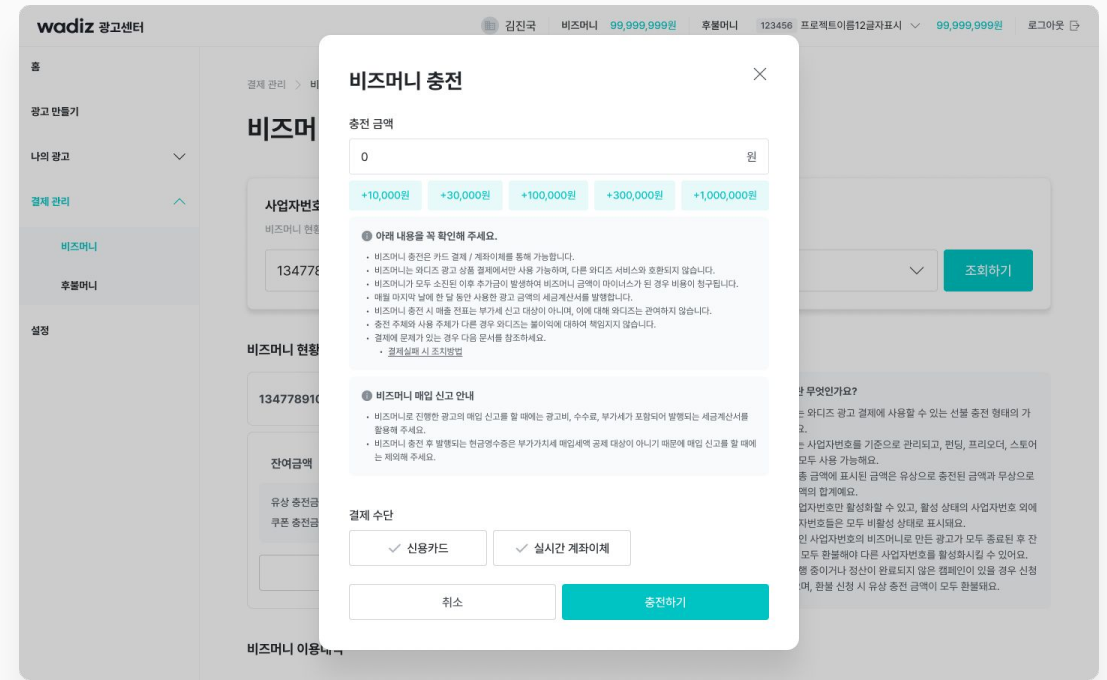 wadiz 광고센터
김진국 비즈머니 99,999,999원 후불머니 123456 프로젝트이름12글자표시 99,999,999원 로그아웃
홈
광고 만들기
나의 광고
결제 관리
비즈머니
후불머니
설정
결제 관리 > 비
비즈머
사업자번호
비즈머니 현황
134778
조회하기
비즈머니 현황
134778910
잔여금액
유상 충전금
쿠폰 충전금
비즈머니 이용내역
비즈머니 충전
충전 금액
0 원
+10,000원 +30,000원 +100,000원 +300,000원 +1,000,000원
아래 내용을 꼭 확인해 주세요.
• 비즈머니 충전은 카드 결제 / 계좌이체를 통해 가능합니다.
• 비즈머니는 와디즈 광고 상품 결제에서만 사용 가능하며, 다른 와디즈 서비스와 호환되지 않습니다.
• 비즈머니가 모두 소진된 이후 추가금이 발생하여 비즈머니 금액이 마이너스가 된 경우 비용이 청구됩니다.
• 매월 마지막 날에 한 달 동안 사용한 광고 금액의 세금계산서를 발행합니다.
• 비즈머니 충전 시 매출 전표는 부가세 신고 대상이 아니며, 이에 대해 와디즈는 관여하지 않습니다.
• 충전 주체와 사용 주체가 다른 경우 와디즈는 불이익에 대하여 책임지지 않습니다.
• 결제에 문제가 있는 경우 다음 문서를 참조하세요.
• 결제실패 시 조치방법
비즈머니 매입 신고 안내
• 비즈머니로 진행한 광고의 매입 신고를 할 때에는 광고비, 수수료, 부가세가 포함되어 발행되는 세금계산서를
활용해 주세요.
• 비즈머니 충전 후 발행되는 현금영수증은 부가가치세 매입세액 공제 대상이 아니기 때문에 매입 신고를 할 때에
는 제외해 주세요.
결제 수단
신용카드 실시간 계좌이체
취소 충전하기
무엇인가요?
와디즈 광고 결제에 사용할 수 있는 선불 충전 형태의 가
요.
사업자번호를 기준으로 관리되고, 펀딩, 프리오더, 스토어
모두 사용 가능해요.
총 금액에 표시된 금액은 유상으로 충전된 금액과 무상으로
액의 합계예요.
업자번호만 활성화할 수 있고, 활성 상태의 사업자번호 외에
자번호들은 모두 비활성 상태로 표시돼요.
인 사업자번호의 비즈머니로 만든 광고가 모두 종료된 후 잔
모두 환불해야 다른 사업자번호를 활성화시킬 수 있어요.
행 중이거나 정산이 완료되지 않은 캠페인이 있을 경우 신청
며, 환불 신청 시 유상 충전 금액이 모두 환불돼요.